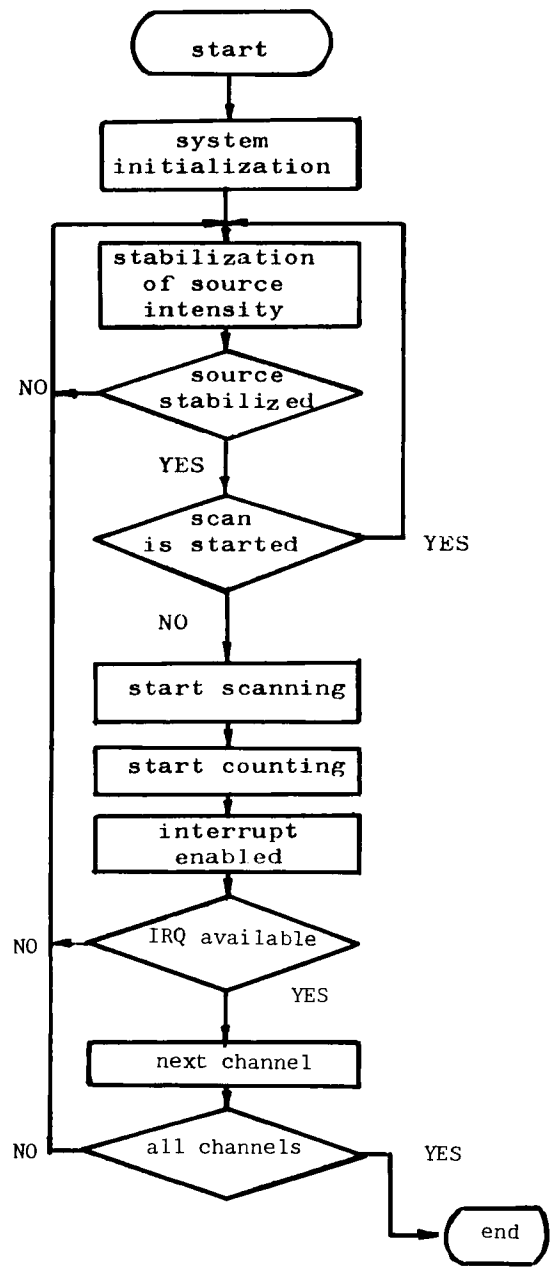 start
system
initialization
stabilization
of source
intensity
NO
source
stabilized
YES
scan
is started
YES
NO
start scanning
start counting
interrupt
enabled
NO
IRQ available
YES
next channel
NO
all channels
YES
end